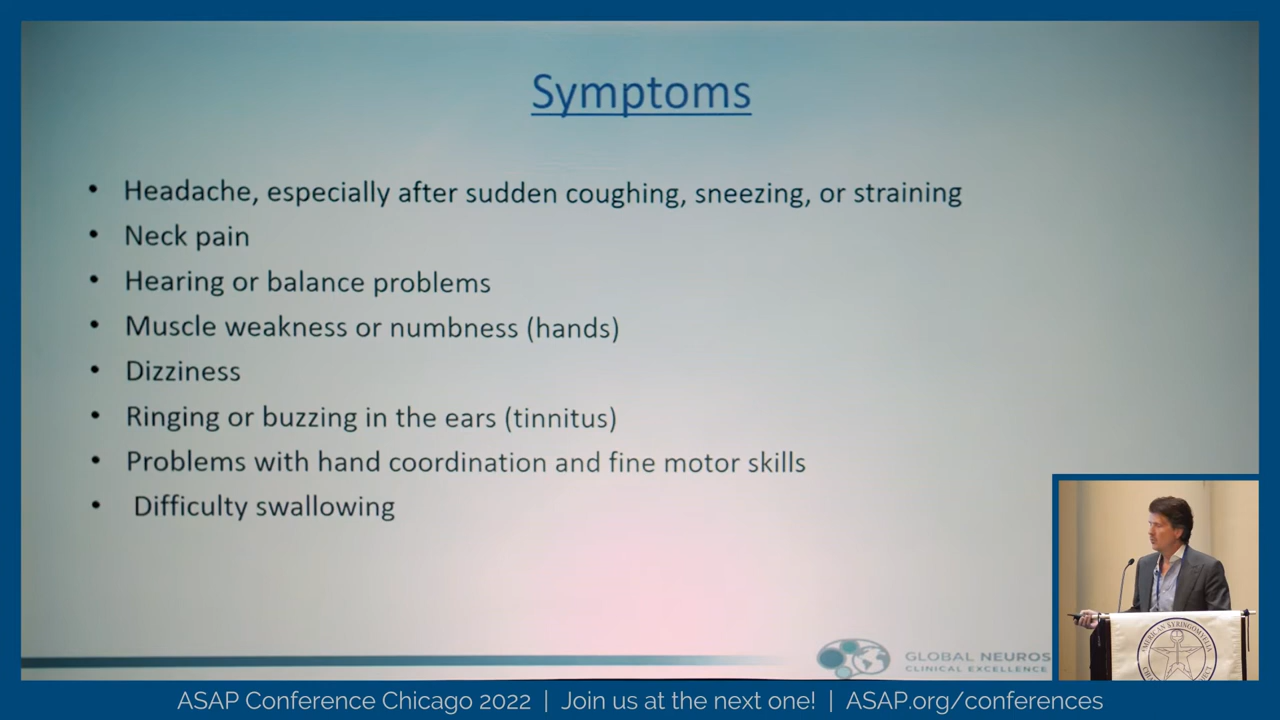 Symptoms
• Headache, especially after sudden coughing, sneezing, or straining
• Neck pain
• Hearing or balance problems
• Muscle weakness or numbness (hands)
• Dizziness
• Ringing or buzzing in the ears (tinnitus)
• Problems with hand coordination and fine motor skills
• Difficulty swallowing
GLOBAL NEUROS
CLINICAL EXCELLENCE
AMERICAN SYRINGOMYELIA
ASAP Conference Chicago 2022 | Join us at the next one! | ASAP.org/conferences